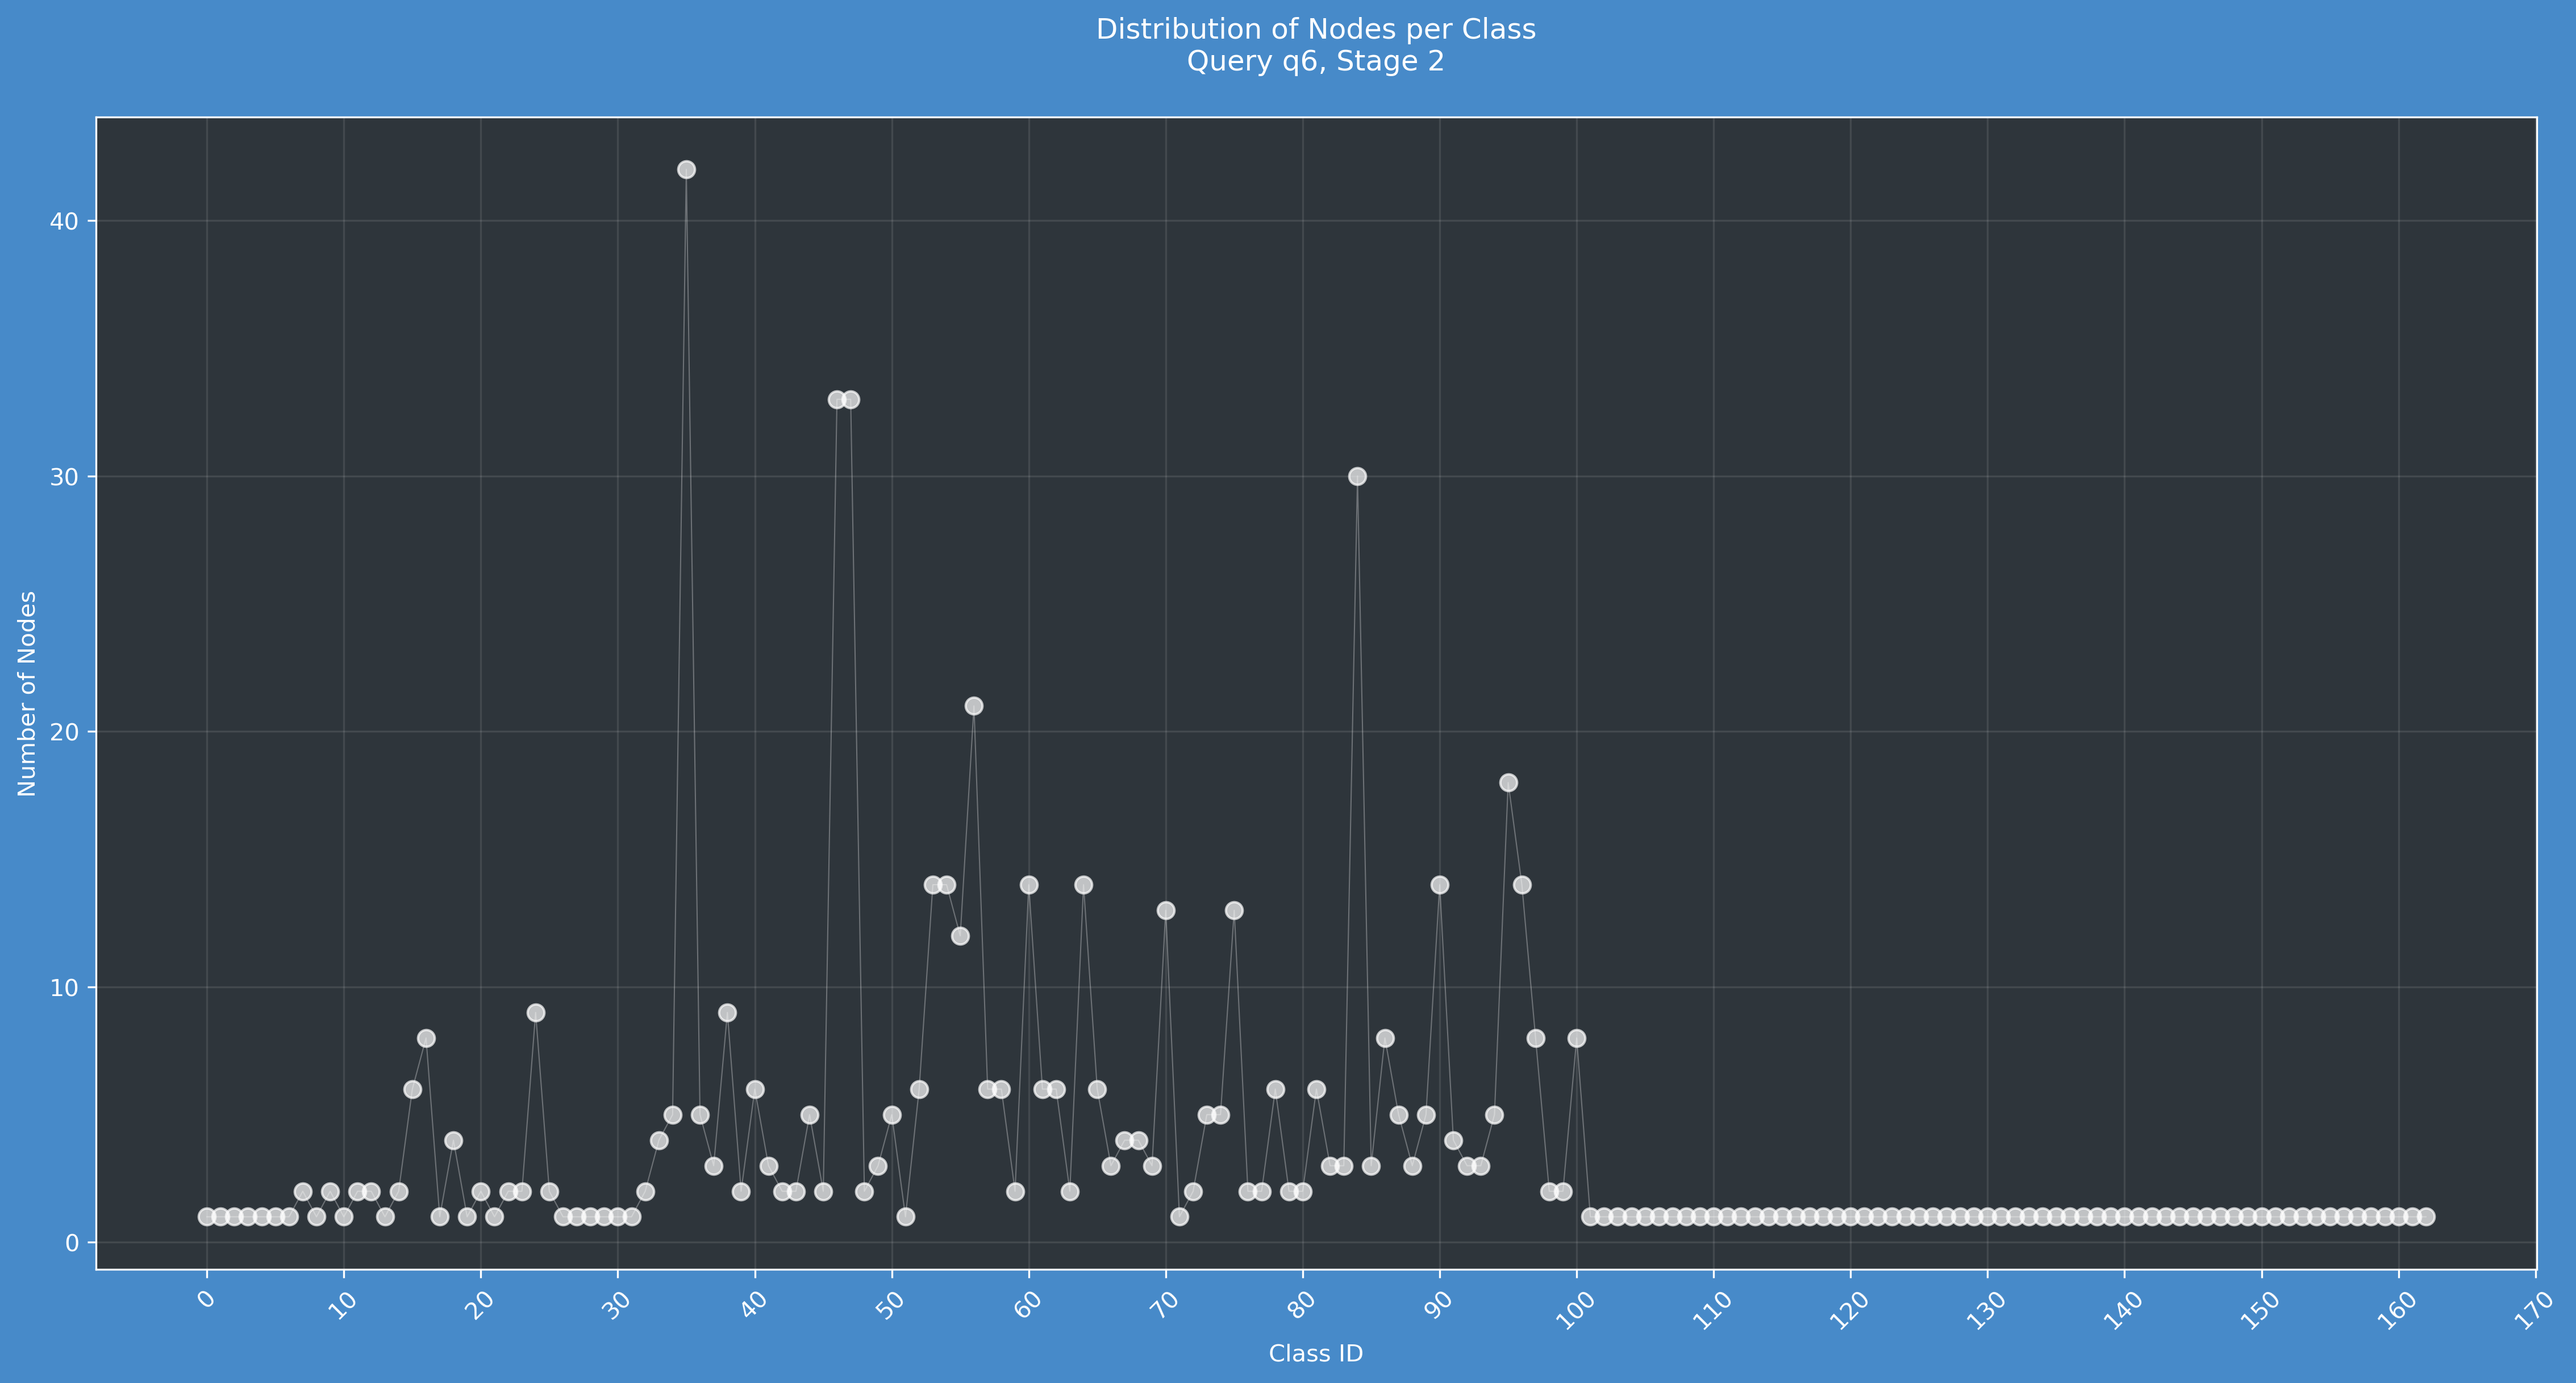 Distribution of Nodes per Class
Query q6, Stage 2
Number of Nodes
40
30
20
10
0
0 10 20 30 40 50 60 70 80 90 100 110 120 130 140 150 160 170
Class ID